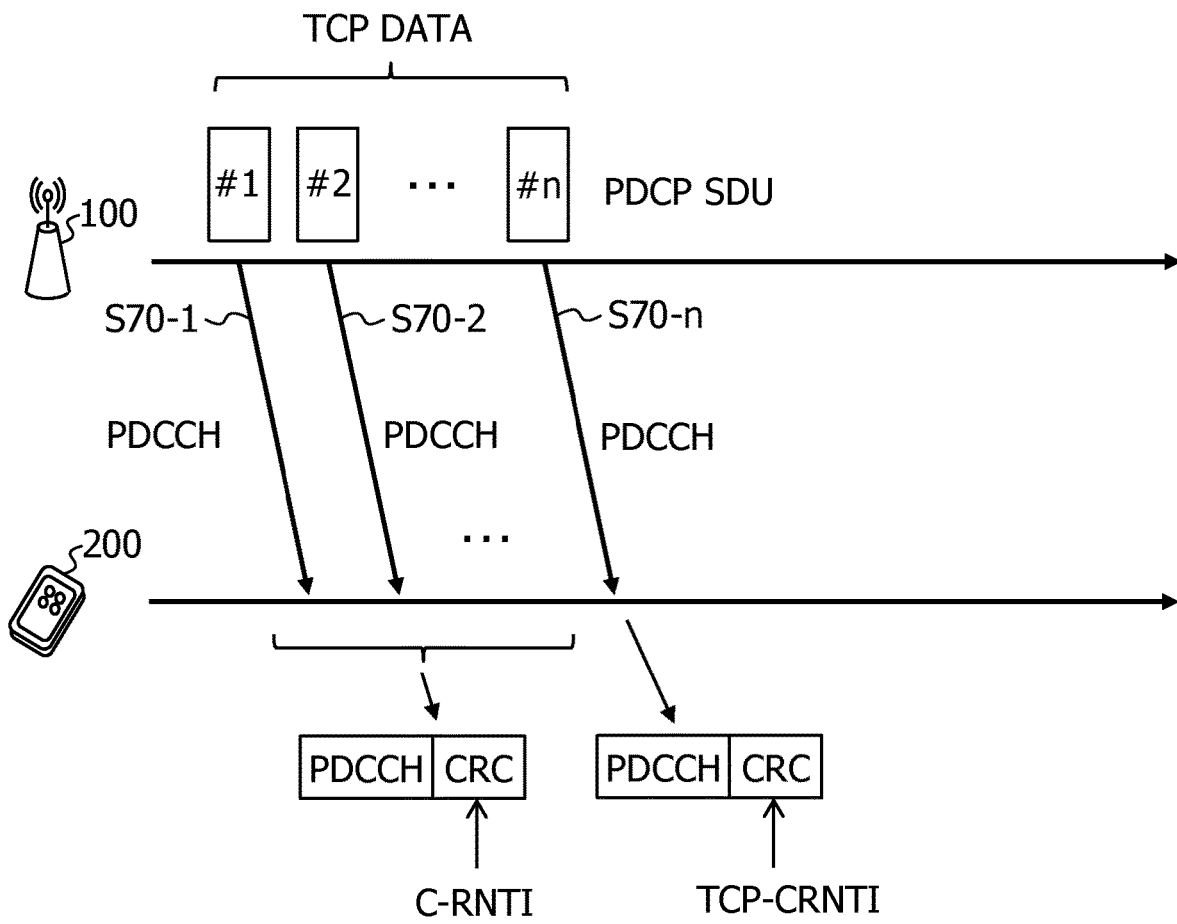 TCP DATA
#1 #2 ... #n PDCP SDU
100
S70-1 S70-2 S70-n
PDCCH PDCCH PDCCH
...
200
PDCCH CRC PDCCH CRC
C-RNTI TCP-CRNTI